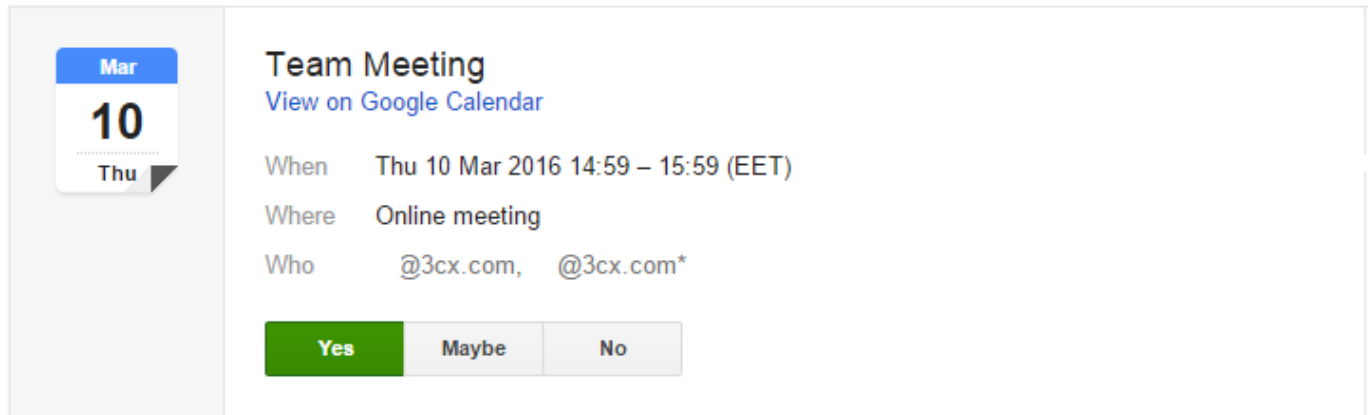 Mar
10
Thu
Team Meeting
View on Google Calendar
When Thu 10 Mar 2016 14:59 – 15:59 (EET)
Where Online meeting
Who @3cx.com, @3cx.com*
Yes Maybe No